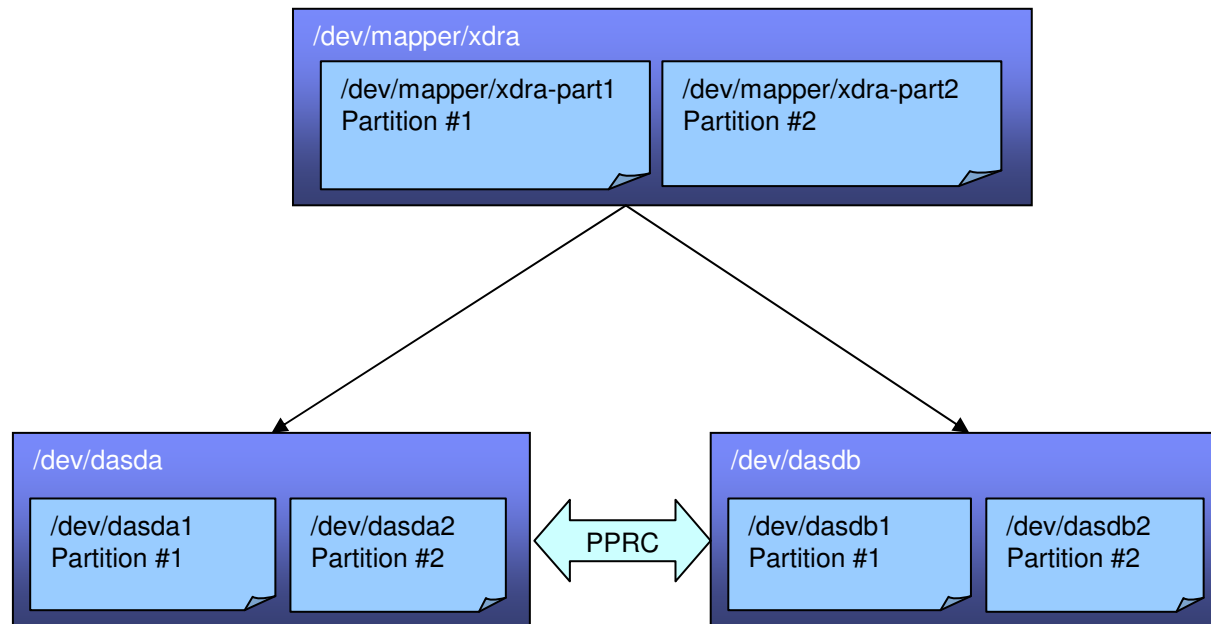 /dev/mapper/xdra
/dev/mapper/xdra-part1
Partition #1
/dev/mapper/xdra-part2
Partition #2
/dev/dasda
/dev/dasda1
Partition #1
/dev/dasda2
Partition #2
PPRC
/dev/dasdb
/dev/dasdb1
Partition #1
/dev/dasdb2
Partition #2